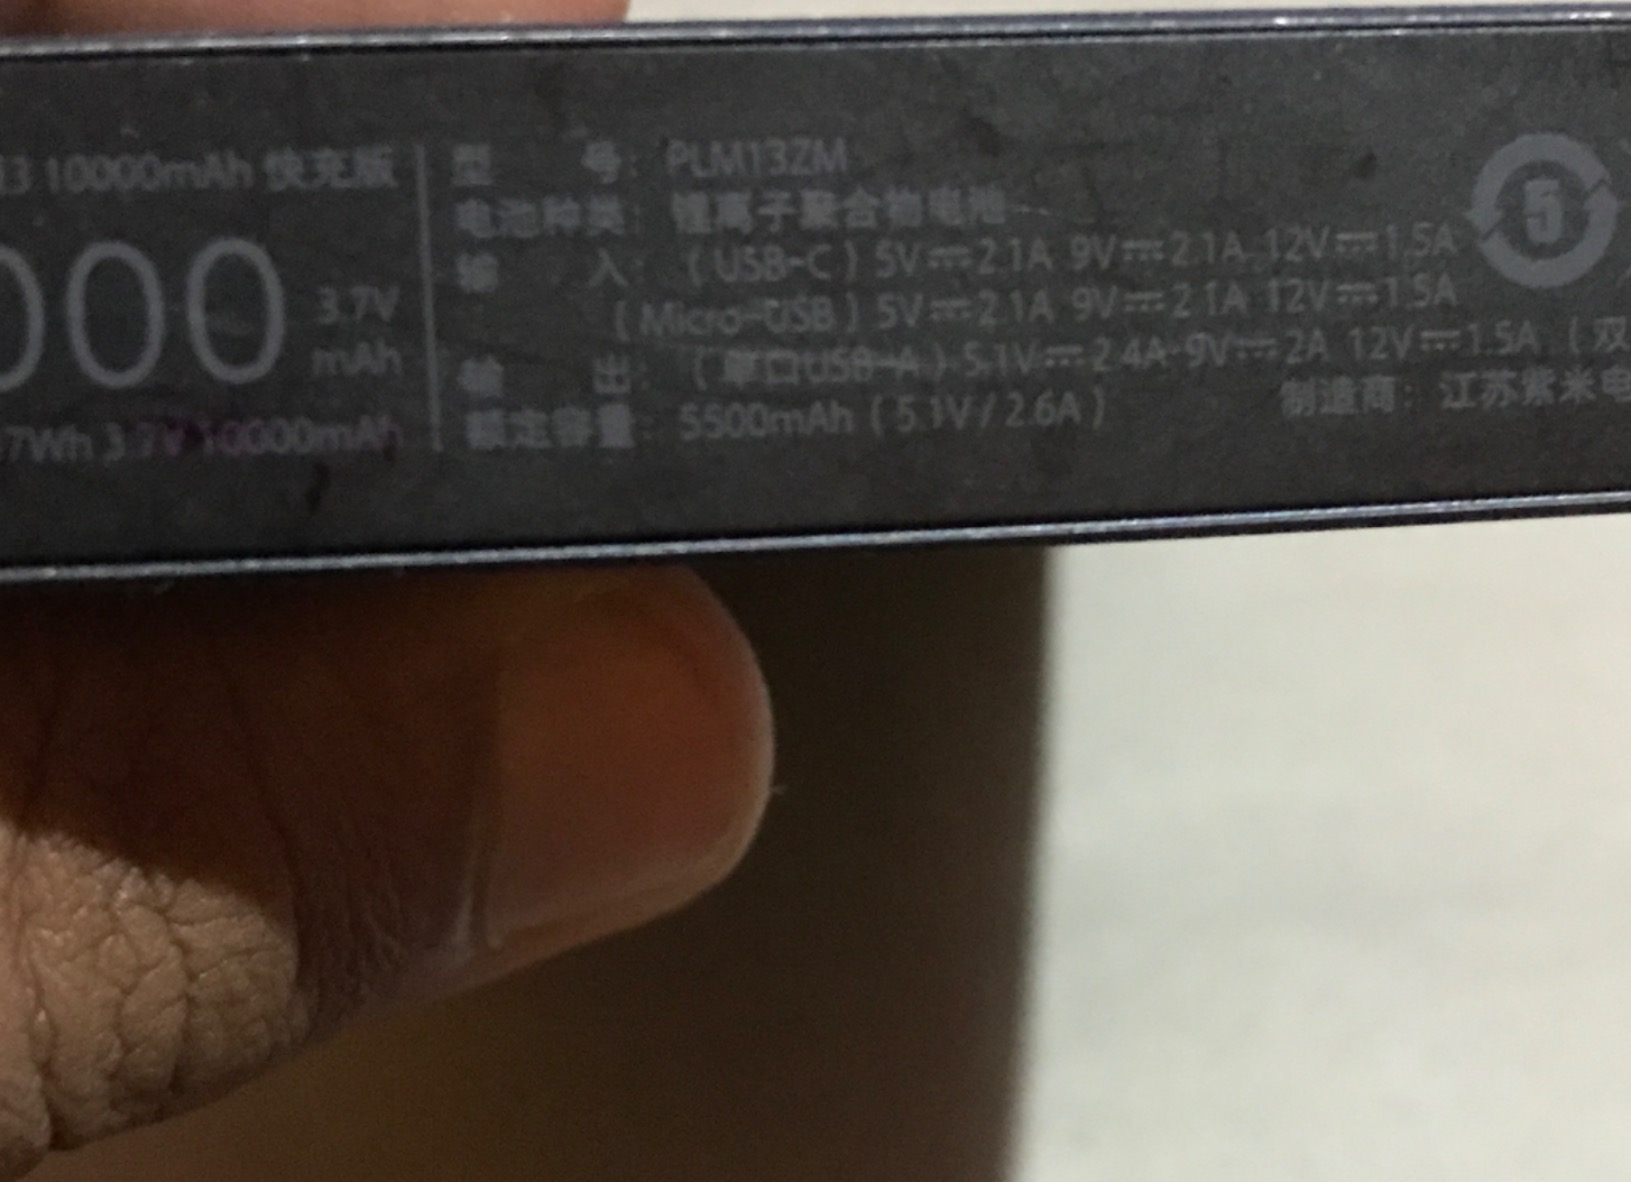 13 10000mAh 快充版
000 3.7V
mAh
7Wh 3.7V 10000mAh
型 号: PLM13ZM
电池种类: 锂离子聚合物电池
输 入: (USB-C) 5V⎓2.1A 9V⎓2.1A 12V⎓1.5A
(Micro-USB) 5V⎓2.1A 9V⎓2.1A 12V⎓1.5A
输 出: (单口USB-A) 5.1V⎓2.4A 9V⎓2A 12V⎓1.5A (双
额定容量: 5500mAh (5.1V/2.6A)
制造商: 江苏紫米电
5